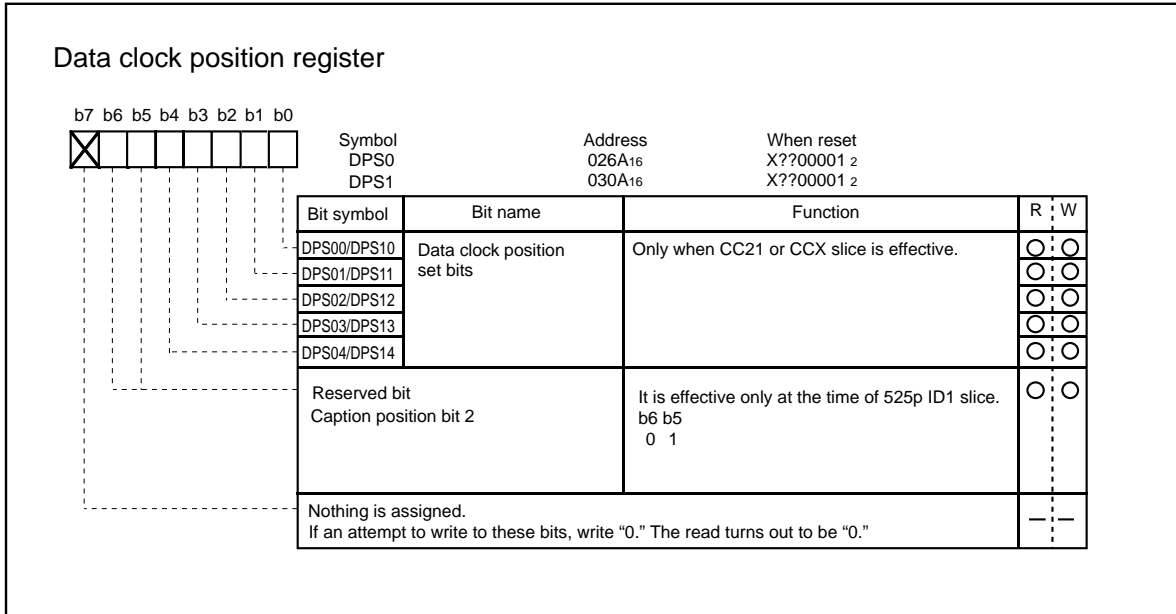 Data clock position register
b7 b6 b5 b4 b3 b2 b1 b0
Symbol Address When reset
DPS0 026A16 X??00001 2
DPS1 030A16 X??00001 2
Bit symbol Bit name Function R W
DPS00/DPS10 Data clock position Only when CC21 or CCX slice is effective.
DPS01/DPS11 set bits
DPS02/DPS12
DPS03/DPS13
DPS04/DPS14
Reserved bit It is effective only at the time of 525p ID1 slice.
Caption position bit 2 b6 b5
0 1
Nothing is assigned.
If an attempt to write to these bits, write “0.” The read turns out to be “0.”